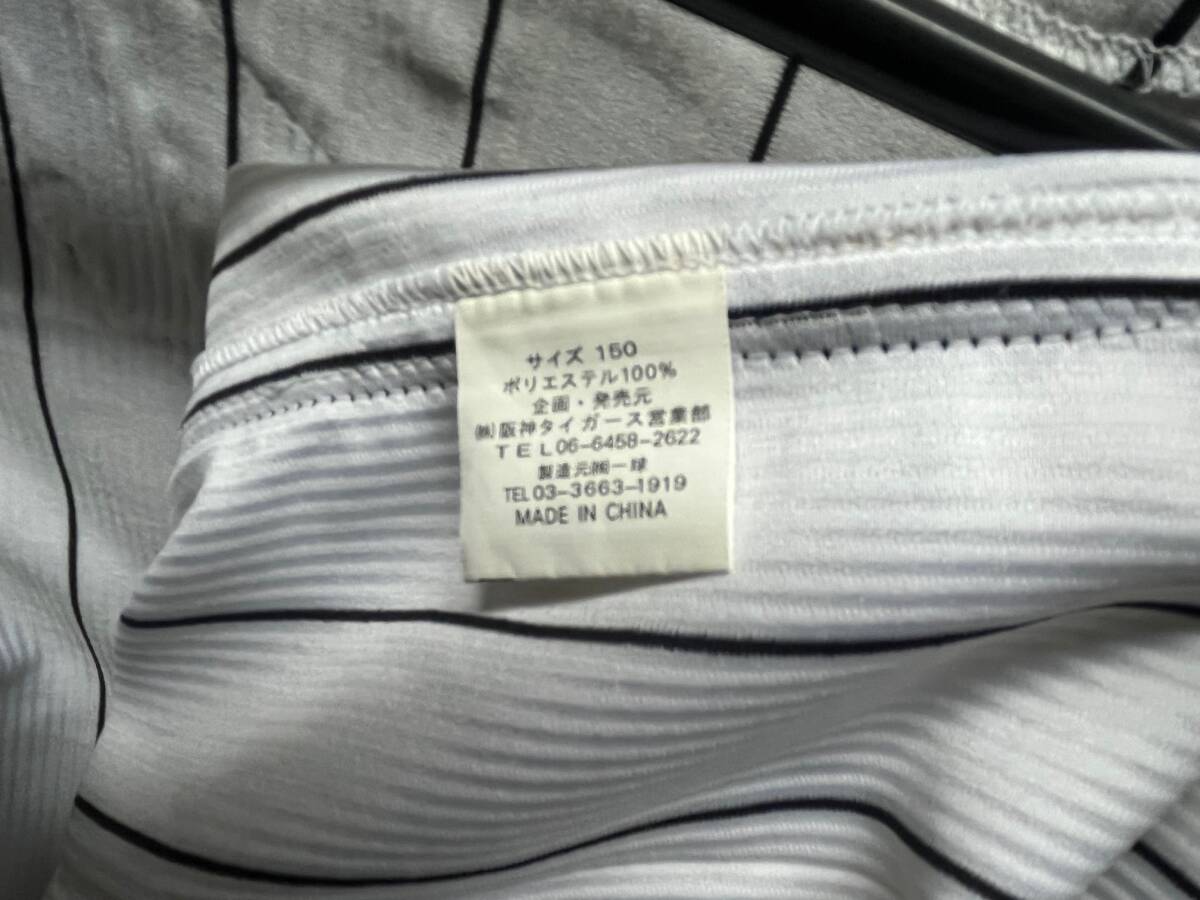 サイズ 150
ポリエステル100%
企画・発売元
㈱阪神タイガース営業部
TEL06-6458-2622
製造元㈱一球
TEL03-3663-1919
MADE IN CHINA